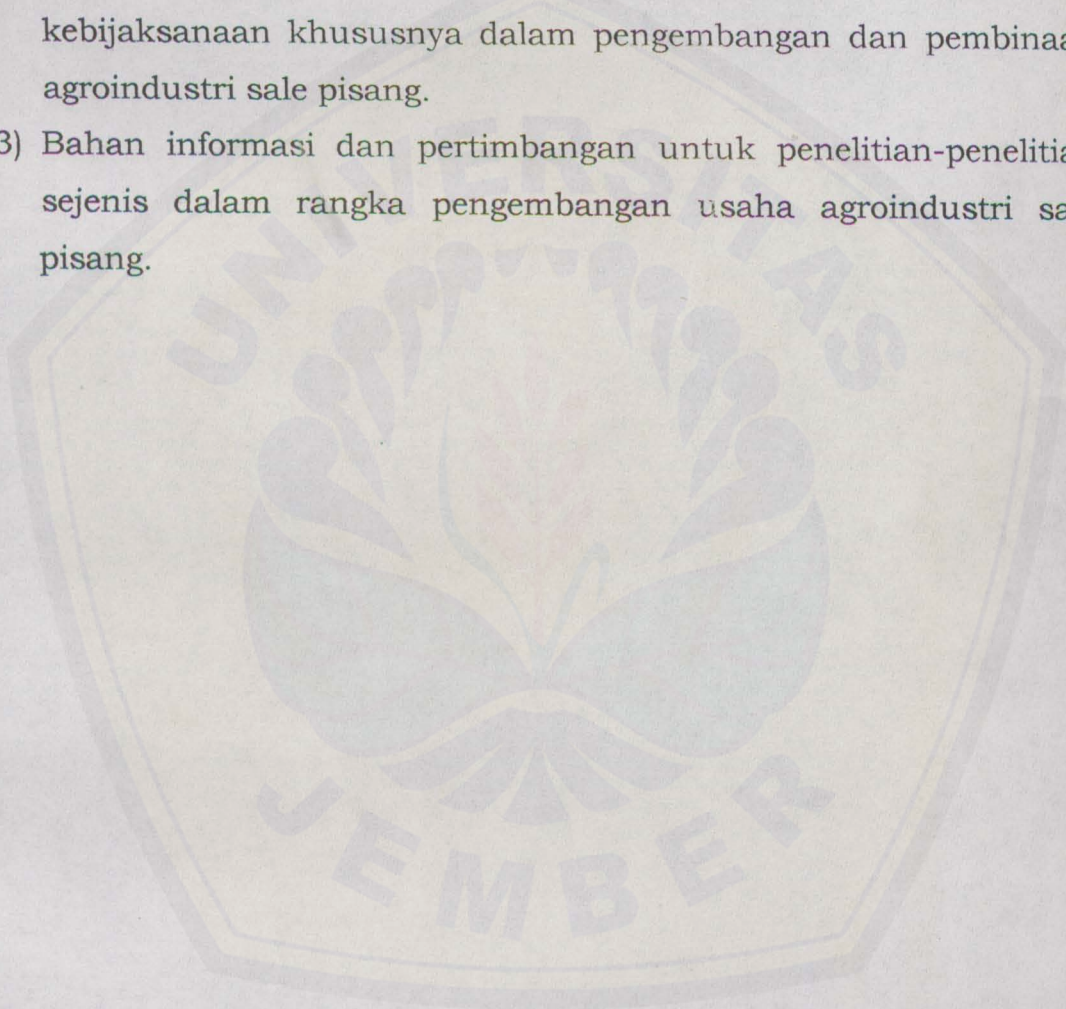 kebijaksanaan khususnya dalam pengembangan dan pembinaa
agroindustri sale pisang.
3) Bahan informasi dan pertimbangan untuk penelitian-penelitia
sejenis dalam rangka pengembangan usaha agroindustri sa
pisang.
UNIVERSITAS
JEMBER